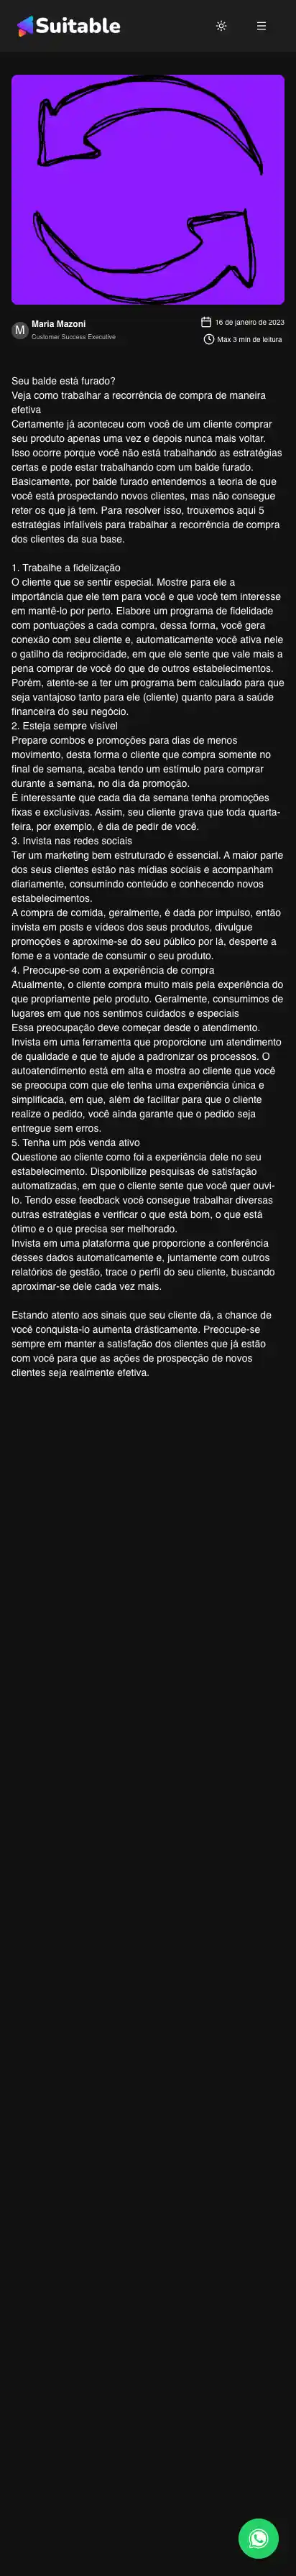 Suitable
Maria Mazoni
Customer Success Executive
16 de janeiro de 2023
Max 3 min de leitura
M
Seu balde está furado?
Veja como trabalhar a recorrência de compra de maneira
efetiva
Certamente já aconteceu com você de um cliente comprar
seu produto apenas uma vez e depois nunca mais voltar.
Isso ocorre porque você não está trabalhando as estratégias
certas e pode estar trabalhando com um balde furado.
Basicamente, por balde furado entendemos a teoria de que
você está prospectando novos clientes, mas não consegue
reter os que já tem. Para resolver isso, trouxemos aqui 5
estratégias infalíveis para trabalhar a recorrência de compra
dos clientes da sua base.
1. Trabalhe a fidelização
O cliente que se sentir especial. Mostre para ele a
importância que ele tem para você e que você tem interesse
em mantê-lo por perto. Elabore um programa de fidelidade
com pontuações a cada compra, dessa forma, você gera
conexão com seu cliente e, automaticamente você ativa nele
o gatilho da reciprocidade, em que ele sente que vale mais a
pena comprar de você do que de outros estabelecimentos.
Porém, atente-se a ter um programa bem calculado para que
seja vantajoso tanto para ele (cliente) quanto para a saúde
financeira do seu negócio.
2. Esteja sempre visível
Prepare combos e promoções para dias de menos
movimento, desta forma o cliente que compra somente no
final de semana, acaba tendo um estímulo para comprar
durante a semana, no dia da promoção.
É interessante que cada dia da semana tenha promoções
fixas e exclusivas. Assim, seu cliente grava que toda quarta-
feira, por exemplo, é dia de pedir de você.
3. Invista nas redes sociais
Ter um marketing bem estruturado é essencial. A maior parte
dos seus clientes estão nas mídias sociais e acompanham
diariamente, consumindo conteúdo e conhecendo novos
estabelecimentos.
A compra de comida, geralmente, é dada por impulso, então
invista em posts e vídeos dos seus produtos, divulgue
promoções e aproxime-se do seu público por lá, desperte a
fome e a vontade de consumir o seu produto.
4. Preocupe-se com a experiência de compra
Atualmente, o cliente compra muito mais pela experiência do
que propriamente pelo produto. Geralmente, consumimos de
lugares em que nos sentimos cuidados e especiais
Essa preocupação deve começar desde o atendimento.
Invista em uma ferramenta que proporcione um atendimento
de qualidade e que te ajude a padronizar os processos. O
autoatendimento está em alta e mostra ao cliente que você
se preocupa com que ele tenha uma experiência única e
simplificada, em que, além de facilitar para que o cliente
realize o pedido, você ainda garante que o pedido seja
entregue sem erros.
5. Tenha um pós venda ativo
Questione ao cliente como foi a experiência dele no seu
estabelecimento. Disponibilize pesquisas de satisfação
automatizadas, em que o cliente sente que você quer ouvi-
lo. Tendo esse feedback você consegue trabalhar diversas
outras estratégias e verificar o que está bom, o que está
ótimo e o que precisa ser melhorado.
Invista em uma plataforma que proporcione a conferência
desses dados automaticamente e, juntamente com outros
relatórios de gestão, trace o perfil do seu cliente, buscando
aproximar-se dele cada vez mais.
Estando atento aos sinais que seu cliente dá, a chance de
você conquista-lo aumenta drásticamente. Preocupe-se
sempre em manter a satisfação dos clientes que já estão
com você para que as ações de prospecção de novos
clientes seja realmente efetiva.